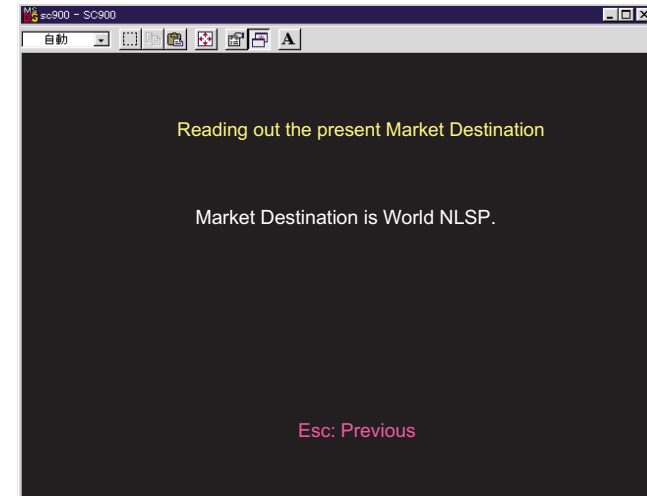 sc900 - SC900
自動
A
Reading out the present Market Destination
Market Destination is World NLSP.
Esc: Previous